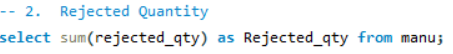 -- 2.  Rejected Quantity
select sum(rejected_qty) as Rejected_qty from manu;